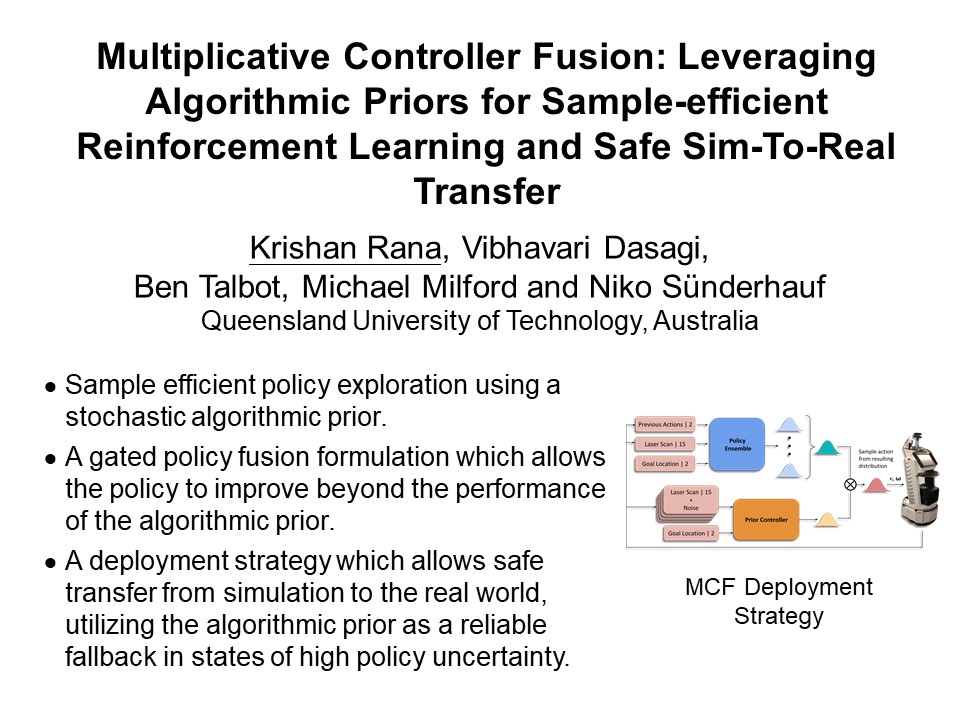 Multiplicative Controller Fusion: Leveraging
Algorithmic Priors for Sample-efficient
Reinforcement Learning and Safe Sim-To-Real
Transfer
Krishan Rana, Vibhavari Dasagi,
Ben Talbot, Michael Milford and Niko Sünderhauf
Queensland University of Technology, Australia
● Sample efficient policy exploration using a
stochastic algorithmic prior.
● A gated policy fusion formulation which allows
the policy to improve beyond the performance
of the algorithmic prior.
● A deployment strategy which allows safe
transfer from simulation to the real world,
utilizing the algorithmic prior as a reliable
fallback in states of high policy uncertainty.
Previous Actions | 2
Laser Scan | 15
Goal Location | 2
Policy
Ensemble
Laser Scan | 15
+
Noise
Goal Location | 2
Prior Controller
Sample action
from resulting
distribution
v, ω
MCF Deployment
Strategy